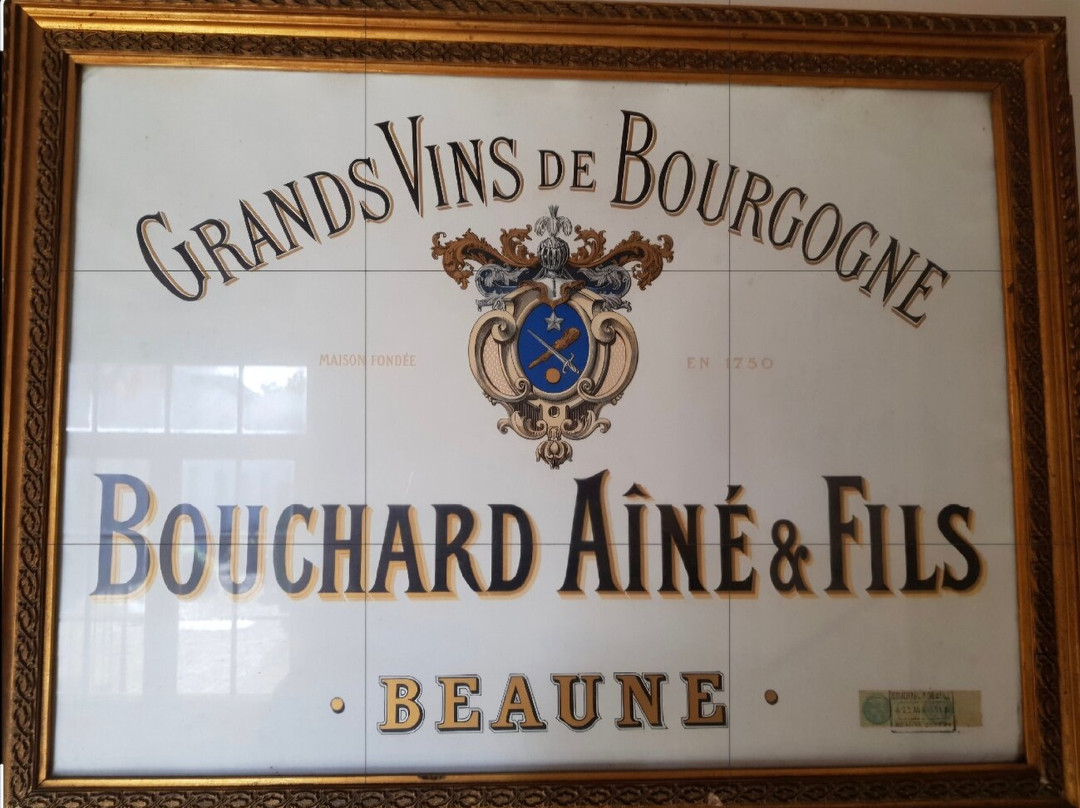 GRANDS VINS DE BOURGOGNE
MAISON FONDÉE EN 1750
BOUCHARD AÎNÉ & FILS
· BEAUNE ·